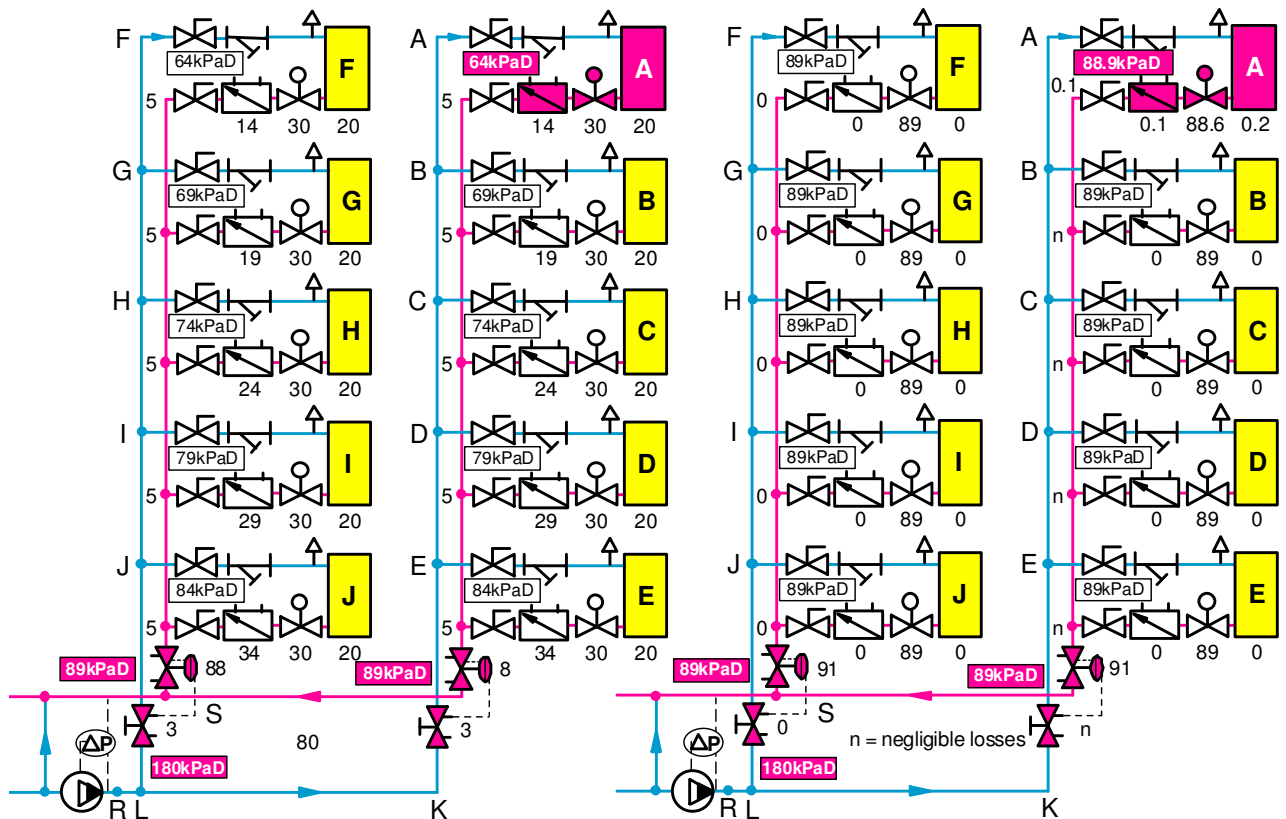 F A F A
64kPaD 64kPaD 89kPaD 88.9kPaD
F A F A
5 5 0 0.1
14 30 20 14 30 20 0 89 0 0.1 88.6 0.2
G B G B
69kPaD 69kPaD 89kPaD 89kPaD
G B G B
5 5 0 n
19 30 20 19 30 20 0 89 0 0 89 0
H C H C
74kPaD 74kPaD 89kPaD 89kPaD
H C H C
5 5 0 n
24 30 20 24 30 20 0 89 0 0 89 0
I D I D
79kPaD 79kPaD 89kPaD 89kPaD
I D I D
5 5 0 n
29 30 20 29 30 20 0 89 0 0 89 0
J E J E
84kPaD 84kPaD 89kPaD 89kPaD
J E J E
5 5 0 n
34 30 20 34 30 20 0 89 0 0 89 0
89kPaD 88 89kPaD 8 89kPaD 91 89kPaD 91
S S
3 3 0 n
ΔP 80 ΔP n = negligible losses
180kPaD 180kPaD
R L K R L K